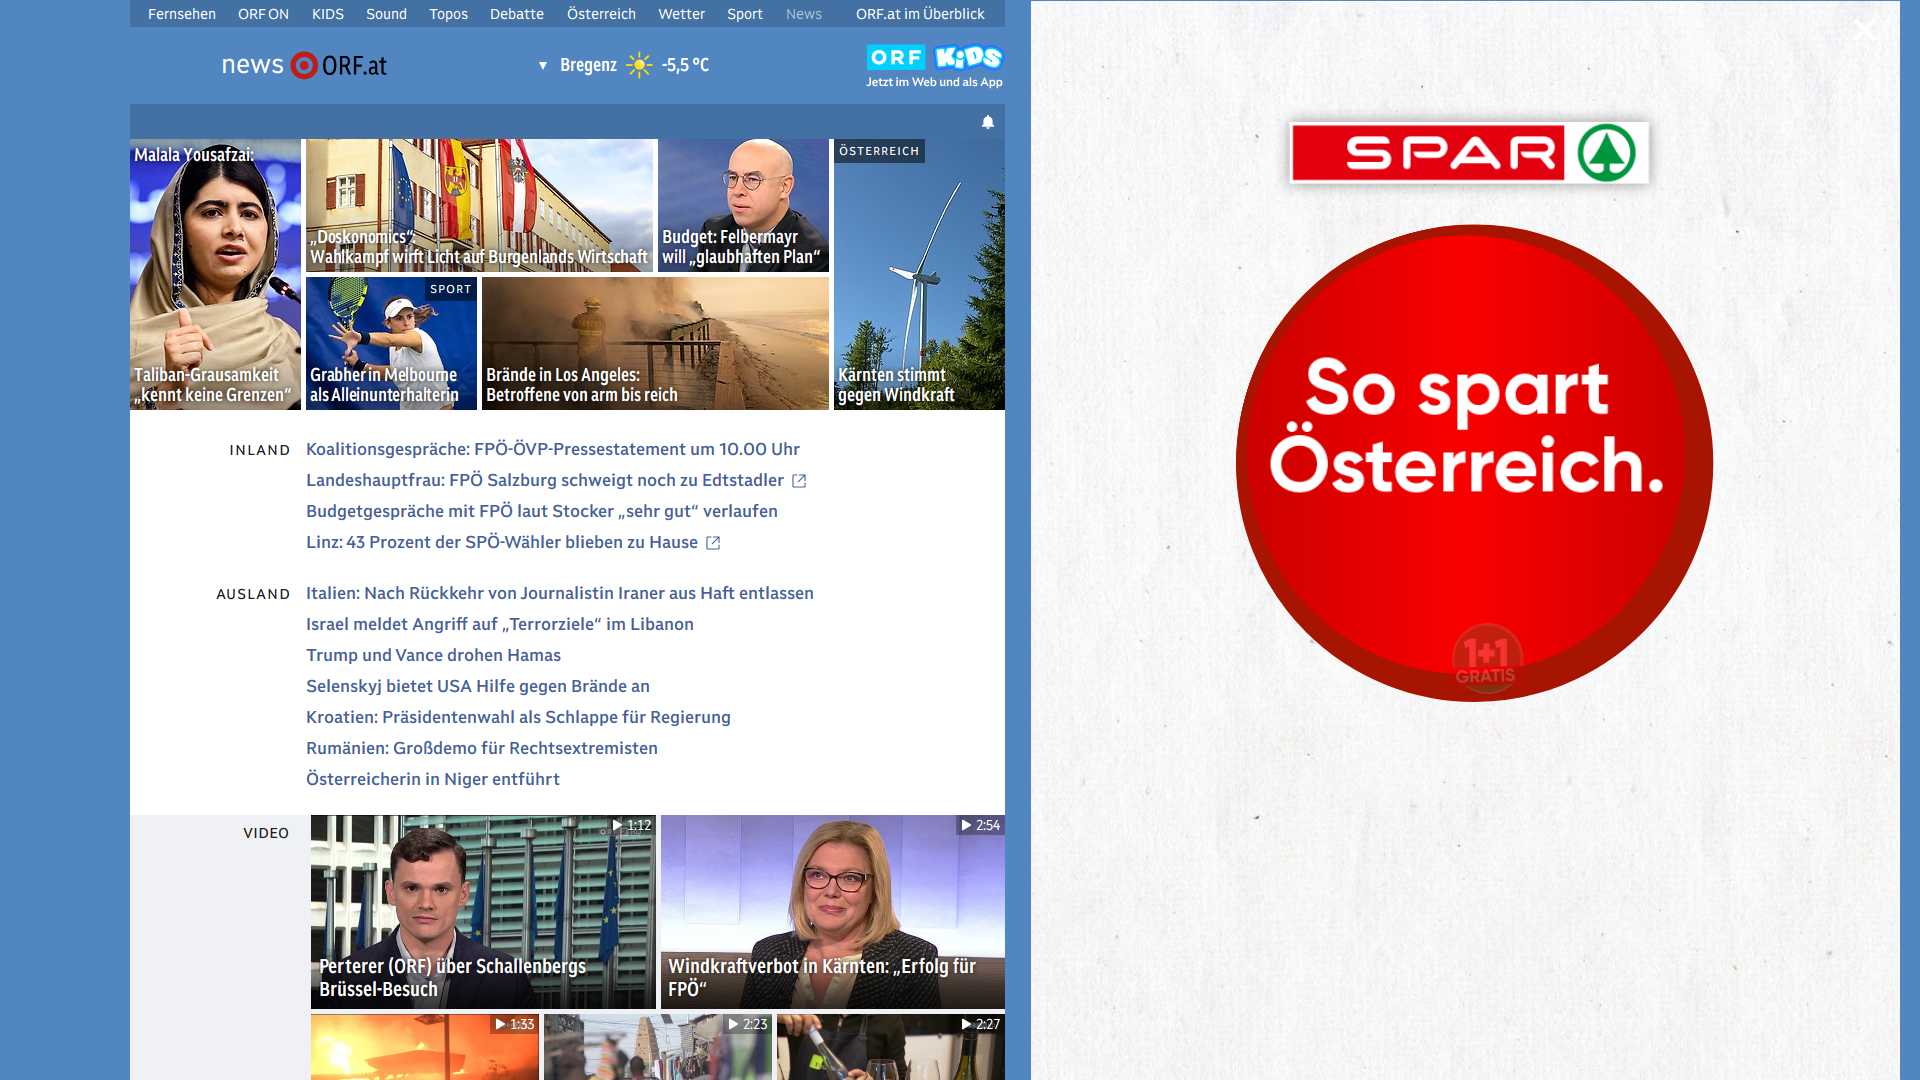 Fernsehen ORF ON KIDS Sound Topos Debatte Österreich Wetter Sport News ORF.at im Überblick
news ORF.at
▼ Bregenz -5,5 °C
ORF KiDS
Jetzt im Web und als App
Malala Yousafzai:
Taliban-Grausamkeit
„kennt keine Grenzen“
„Doskonomics“:
Wahlkampf wirft Licht auf Burgenlands Wirtschaft
Budget: Felbermayr
will „glaubhaften Plan“
ÖSTERREICH
Kärnten stimmt
gegen Windkraft
SPORT
Grabher in Melbourne
als Alleinunterhalterin
Brände in Los Angeles:
Betroffene von arm bis reich
INLAND
Koalitionsgespräche: FPÖ-ÖVP-Pressestatement um 10.00 Uhr
Landeshauptfrau: FPÖ Salzburg schweigt noch zu Edtstadler
Budgetgespräche mit FPÖ laut Stocker „sehr gut“ verlaufen
Linz: 43 Prozent der SPÖ-Wähler blieben zu Hause
AUSLAND
Italien: Nach Rückkehr von Journalistin Iraner aus Haft entlassen
Israel meldet Angriff auf „Terrorziele“ im Libanon
Trump und Vance drohen Hamas
Selenskyj bietet USA Hilfe gegen Brände an
Kroatien: Präsidentenwahl als Schlappe für Regierung
Rumänien: Großdemo für Rechtsextremisten
Österreicherin in Niger entführt
VIDEO
1:12
Perterer (ORF) über Schallenbergs
Brüssel-Besuch
2:54
Windkraftverbot in Kärnten: „Erfolg für
FPÖ“
1:33
2:23
2:27
SPAR
So spart
Österreich.
1+1
GRATIS